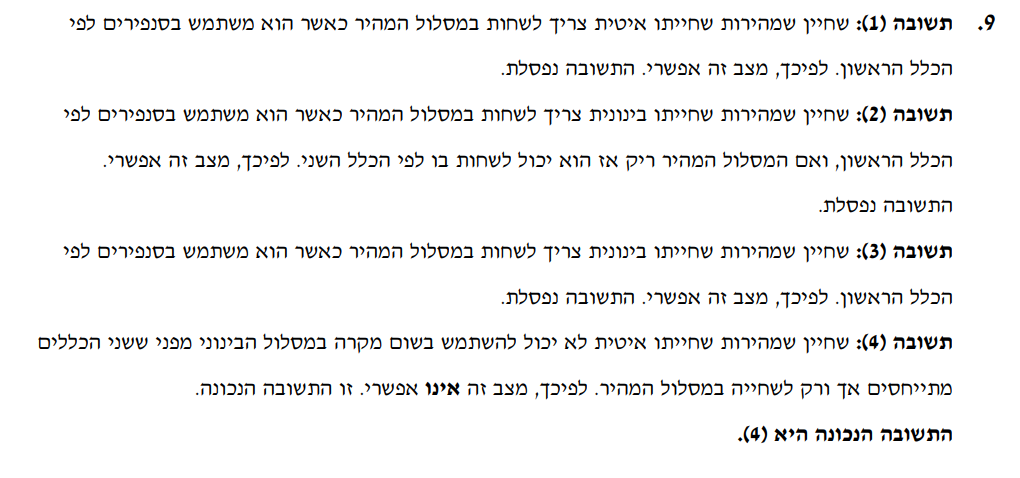 9. תשובה (1): שחיין שמהירות שחייתו איטית צריך לשחות במסלול המהיר כאשר הוא משתמש בסנפירים לפי
הכלל הראשון. לפיכך, מצב זה אפשרי. התשובה נפסלת.
תשובה (2): שחיין שמהירות שחייתו בינונית צריך לשחות במסלול המהיר כאשר הוא משתמש בסנפירים לפי
הכלל הראשון, ואם המסלול המהיר ריק אז הוא יכול לשחות בו לפי הכלל השני. לפיכך, מצב זה אפשרי.
התשובה נפסלת.
תשובה (3): שחיין שמהירות שחייתו בינונית צריך לשחות במסלול המהיר כאשר הוא משתמש בסנפירים לפי
הכלל הראשון. לפיכך, מצב זה אפשרי. התשובה נפסלת.
תשובה (4): שחיין שמהירות שחייתו איטית לא יכול להשתמש בשום מקרה במסלול הבינוני מפני ששני הכללים
מתייחסים אך ורק לשחייה במסלול המהיר. לפיכך, מצב זה אינו אפשרי. זו התשובה הנכונה.
התשובה הנכונה היא (4).